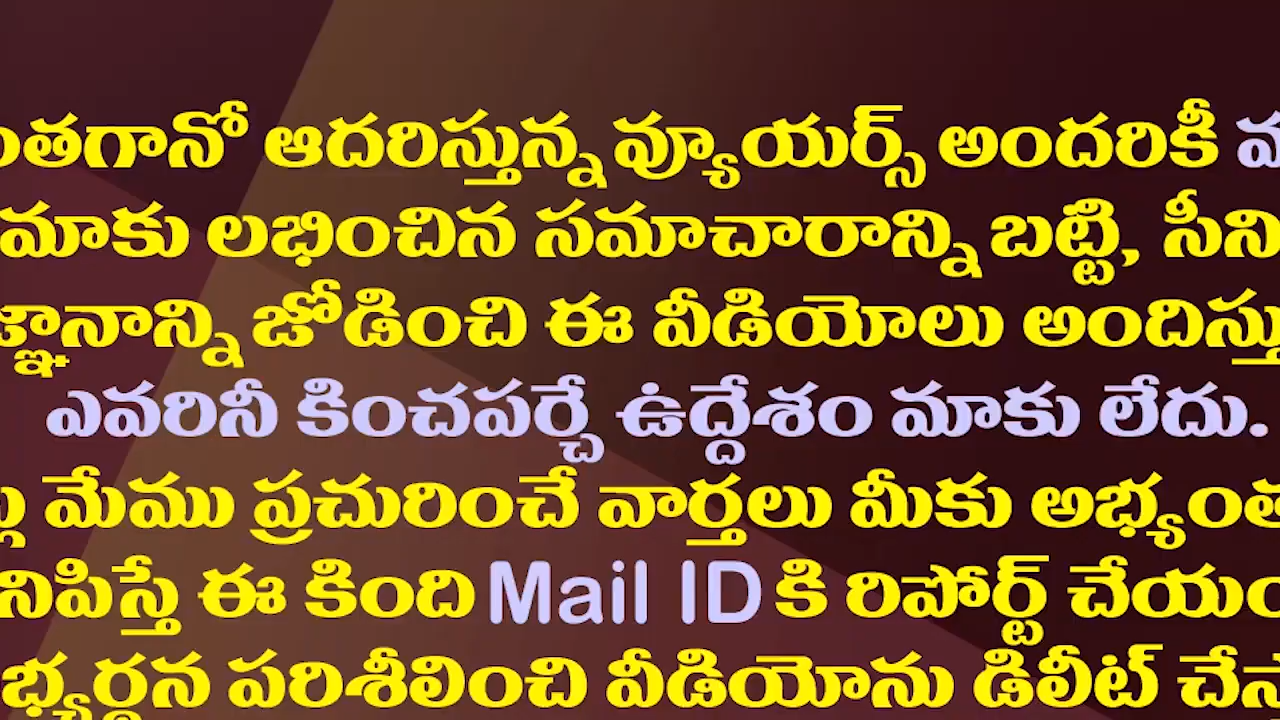 ఆదరిస్తున్న వ్యూయర్స్ అందరికీ
మాకు లభించిన సమాచారాన్ని బట్టి,
జోడించి ఈ వీడియోలు
ఎవరినీ కించపర్చే ఉద్దేశం మాకు లేదు.
మేము ప్రచురించే వార్తలు మీకు
ఈ కింది Mail ID కి రిపోర్ట్
పరిశీలించి వీడియోను డిలీట్